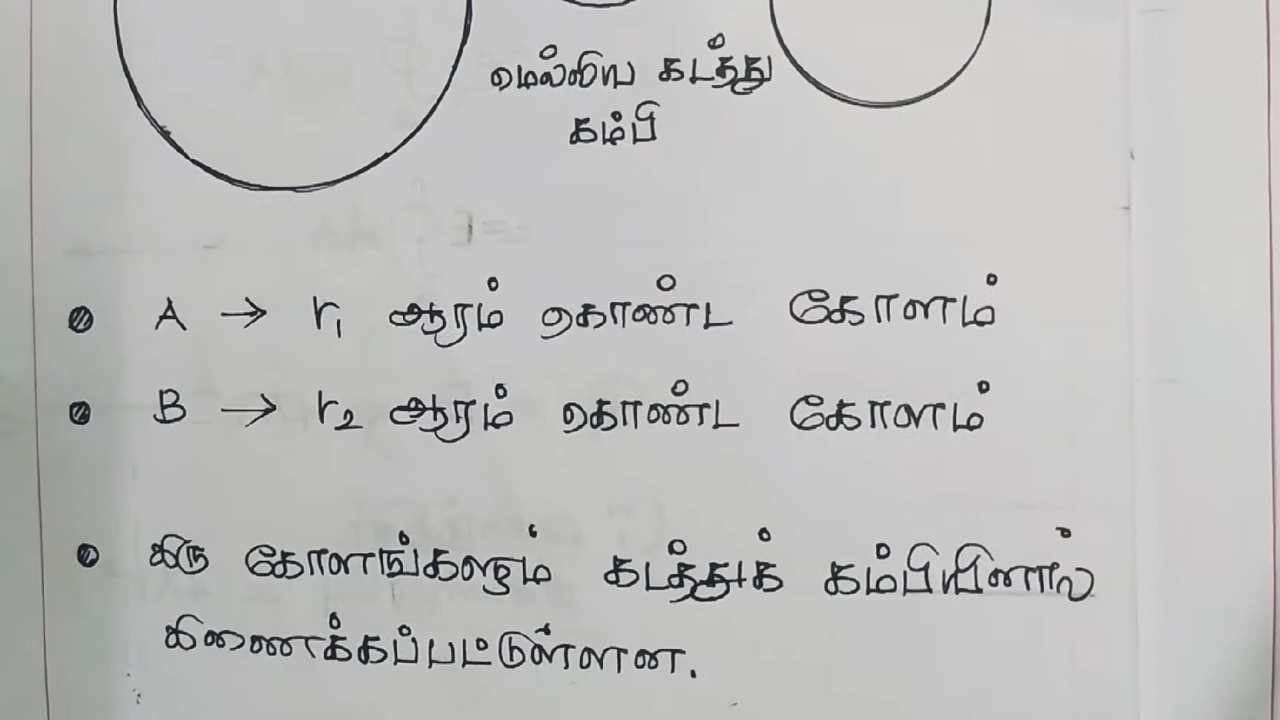 மெல்லிய கடத்து
கம்பி
A → r₁ ஆரம் கொண்ட கோளம்
B → r₂ ஆரம் கொண்ட கோளம்
இரு கோளங்களும் கடத்துக் கம்பியினால்
இணைக்கப்பட்டுள்ளன.